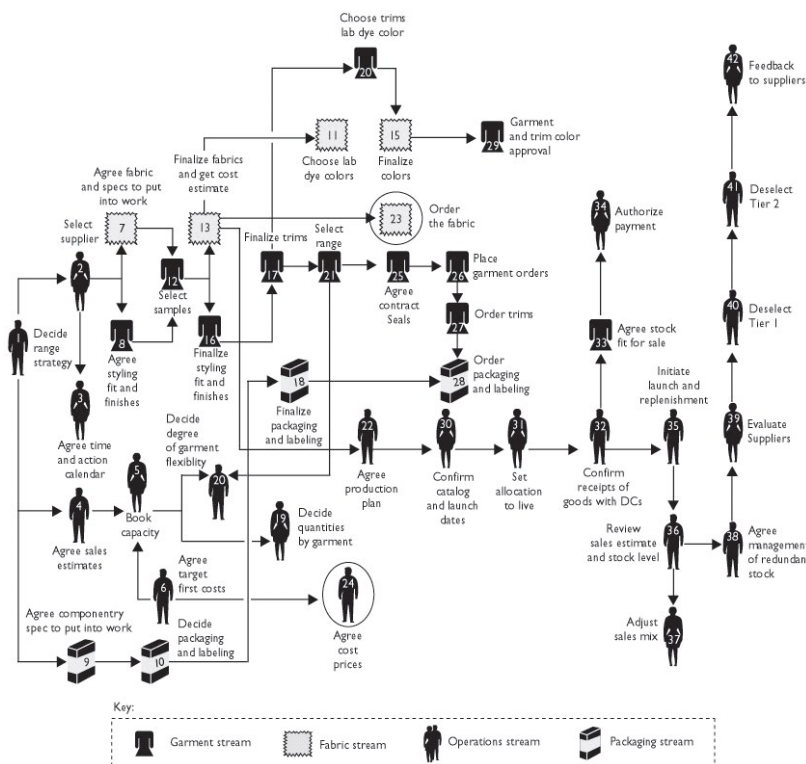 Choose trims
lab dye color
20
Feedback
to suppliers
42
11
15
Garment
and trim color
approval
29
Choose lab
dye colors
Finalize
colors
Finalize fabrics
and get cost
estimate
Agree fabric
and specs to put
into work
7
13
Select
supplier
2
12
Select
samples
23
Order
the fabric
34
Authorize
payment
41
Deselect
Tier 2
Finalize trims
17
Select
range
21
25
Agree
contract
Seals
26
Place
garment orders
1
Decide
range
strategy
8
Agree
styling
fit and
finishes
16
Finalize
styling
fit and
finishes
27
Order trims
33
Agree stock
fit for sale
40
Deselect
Tier 1
3
Agree time
and action
calendar
18
Finalize
packaging
and labeling
28
Order
packaging
and labeling
Initiate
launch and
replenishment
35
Decide
degree
of garment
flexiblity
20
22
Agree
production
plan
30
Confirm
catalog
and launch
dates
31
Set
allocation
to live
32
Confirm
receipts of
goods with DCs
39
Evaluate
Suppliers
4
Agree sales
estimates
5
Book
capacity
19
Decide
quantities
by garment
Review
sales estimate
and stock level
36
38
Agree
management
of redundant
stock
6
Agree
target
first costs
24
Agree
cost
prices
Agree componentry
spec to put into work
9
10
Decide
packaging
and labeling
Adjust
sales mix
37
Key:
Garment stream
Fabric stream
Operations stream
Packaging stream